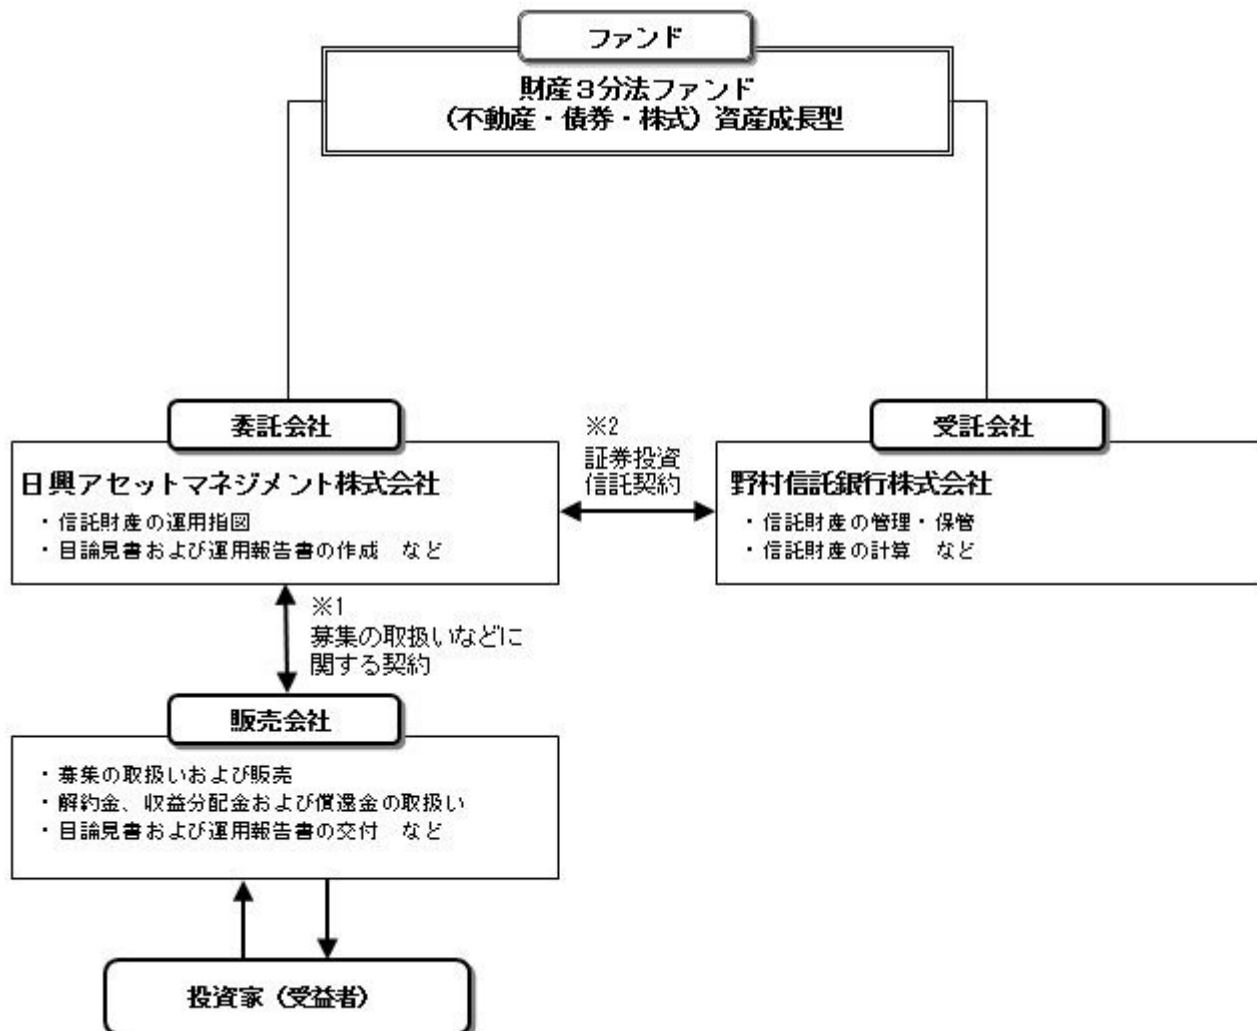 ファンド
財産3分法ファンド
(不動産・債券・株式)資産成長型
委託会社
日興アセットマネジメント株式会社
・信託財産の運用指図
・目論見書および運用報告書の作成 など
※2
証券投資
信託契約
受託会社
野村信託銀行株式会社
・信託財産の管理・保管
・信託財産の計算 など
※1
募集の取扱いなどに
関する契約
販売会社
・募集の取扱いおよび販売
・解約金、収益分配金および償還金の取扱い
・目論見書および運用報告書の交付 など
投資家(受益者)